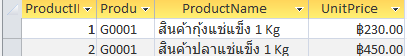 ProductID Produ ProductName UnitPrice
1 G0001 สินค้ากุ้งแช่แข็ง 1 Kg ฿230.00
2 G0001 สินค้าปลาแช่แข็ง 1 Kg ฿450.00